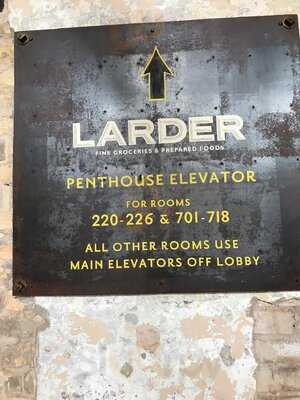 LARDER
FINE GROCERIES & PREPARED FOODS
PENTHOUSE ELEVATOR
FOR ROOMS
220-226 & 701-718
ALL OTHER ROOMS USE
MAIN ELEVATORS OFF LOBBY